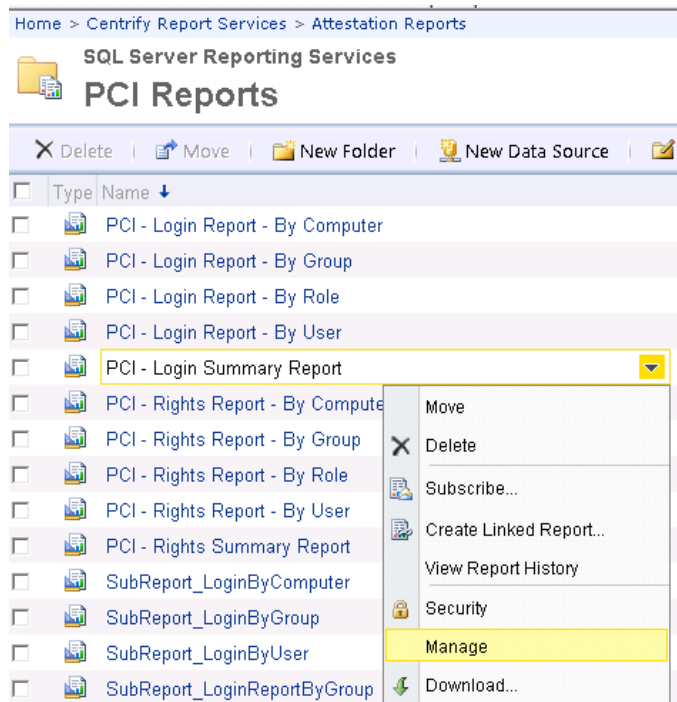 Home > Centrify Report Services > Attestation Reports
SQL Server Reporting Services
PCI Reports
Delete | Move | New Folder | New Data Source |
Type Name
PCI - Login Report - By Computer
PCI - Login Report - By Group
PCI - Login Report - By Role
PCI - Login Report - By User
PCI - Login Summary Report
PCI - Rights Report - By Compute
PCI - Rights Report - By Group
PCI - Rights Report - By Role
PCI - Rights Report - By User
PCI - Rights Summary Report
SubReport_LoginByComputer
SubReport_LoginByGroup
SubReport_LoginByUser
SubReport_LoginReportByGroup
Move
Delete
Subscribe...
Create Linked Report...
View Report History
Security
Manage
Download...